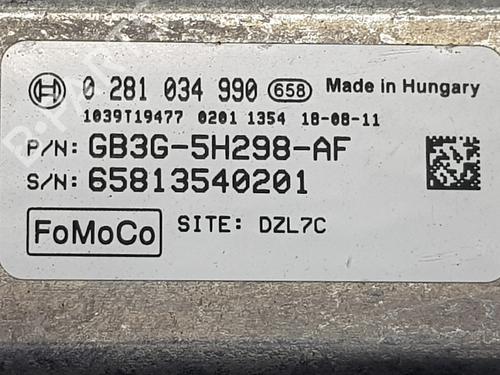 0 281 034 990 658 Made in Hungary
1039T19477 0201 1354 18-08-11
P/N: GB3G-5H298-AF
S/N: 65813540201
FoMoCo SITE: DZL7C